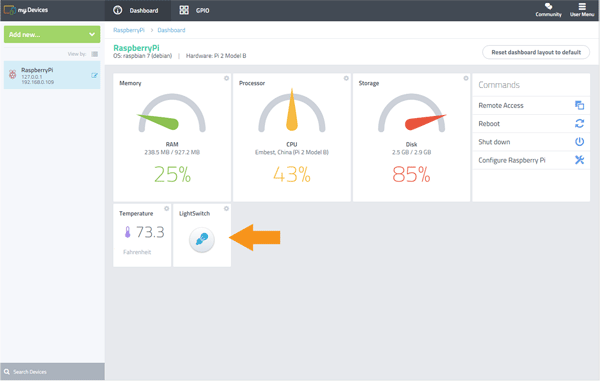 my Devices
Dashboard
GPIO
Community
User Menu
Add new...
View by:
RaspberryPi
127.0.0.1
192.168.0.109
RaspberryPi > Dashboard
RaspberryPi
OS: raspbian 7 (debian) | Hardware: Pi 2 Model B
Reset dashboard layout to default
Memory
RAM
238.5 MB / 927.2 MB
25%
Processor
CPU
Embest, China (Pi 2 Model B)
43%
Storage
Disk
2.5 GB / 2.9 GB
85%
Commands
Remote Access
Reboot
Shut down
Configure Raspberry Pi
Temperature
73.3
Fahrenheit
LightSwitch
Search Devices